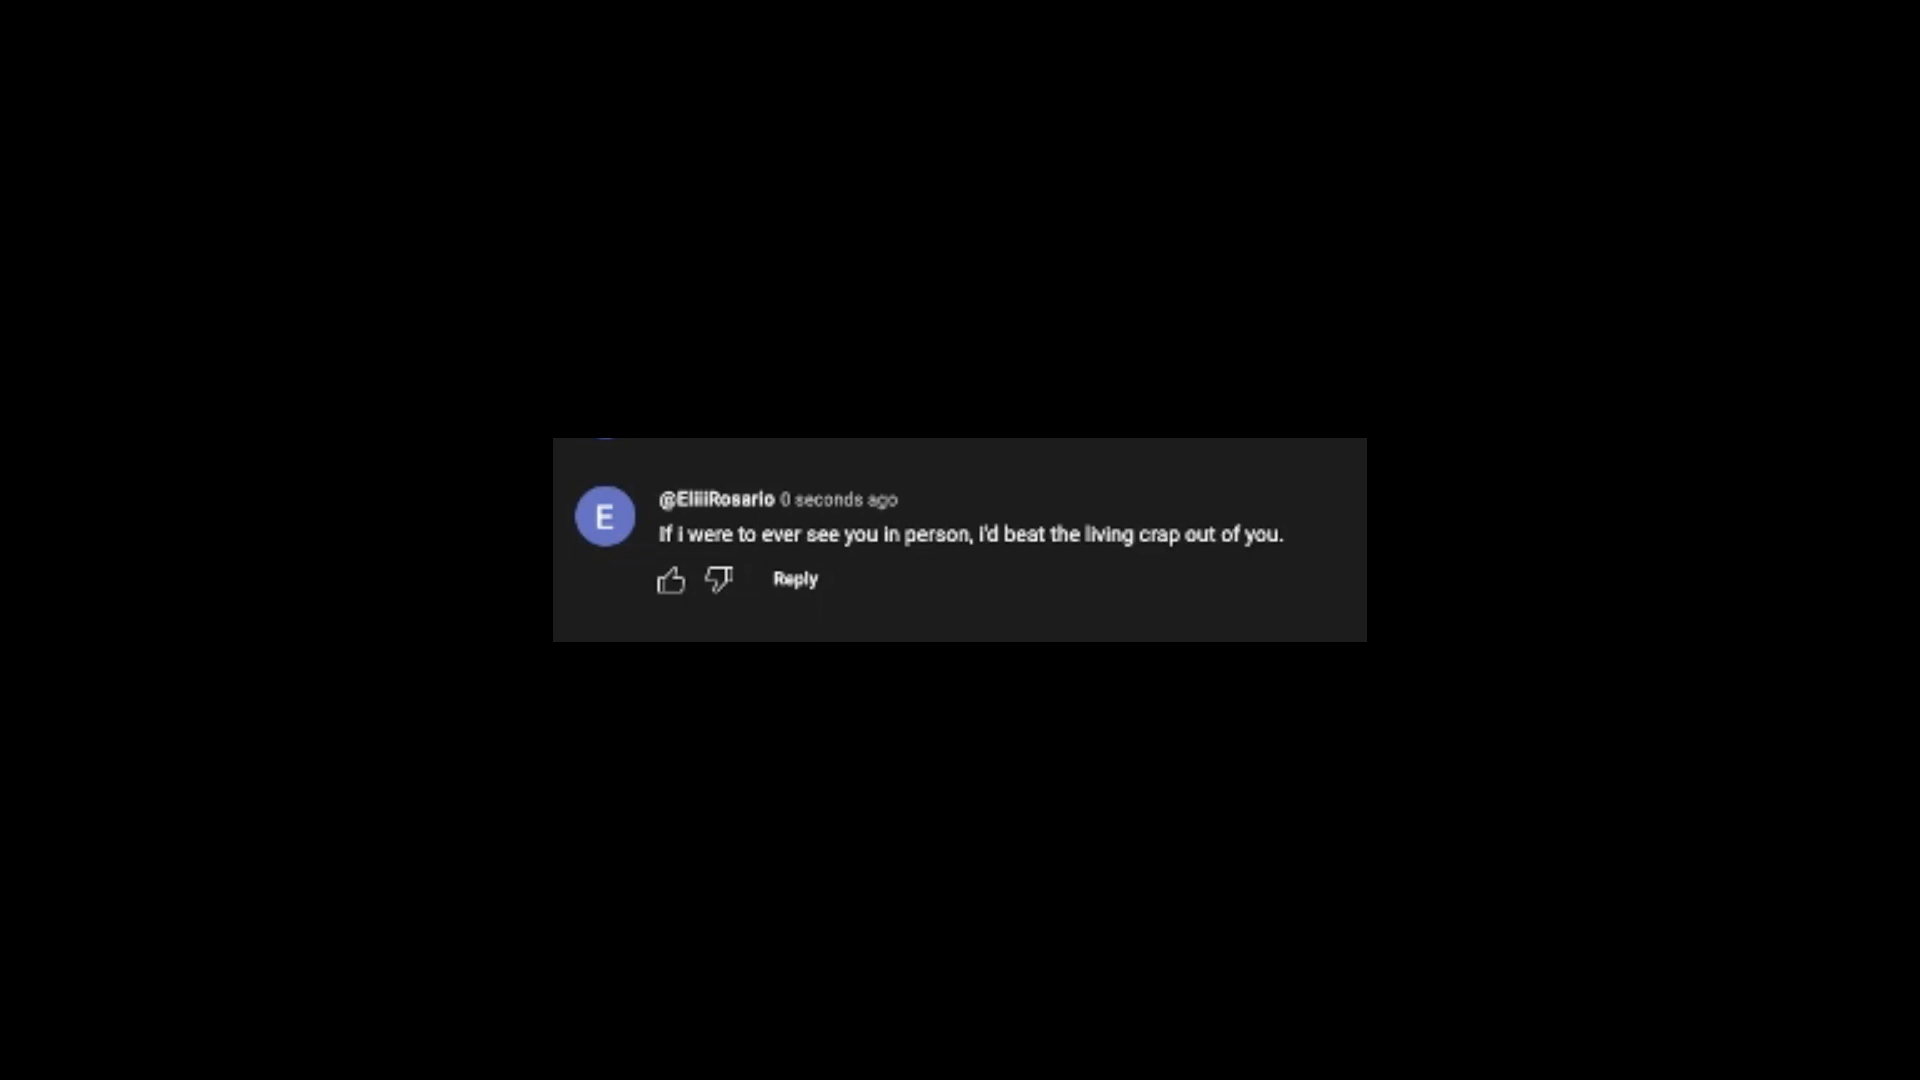 E
@EliiiRosario 0 seconds ago
If i were to ever see you in person, i'd beat the living crap out of you.
Reply